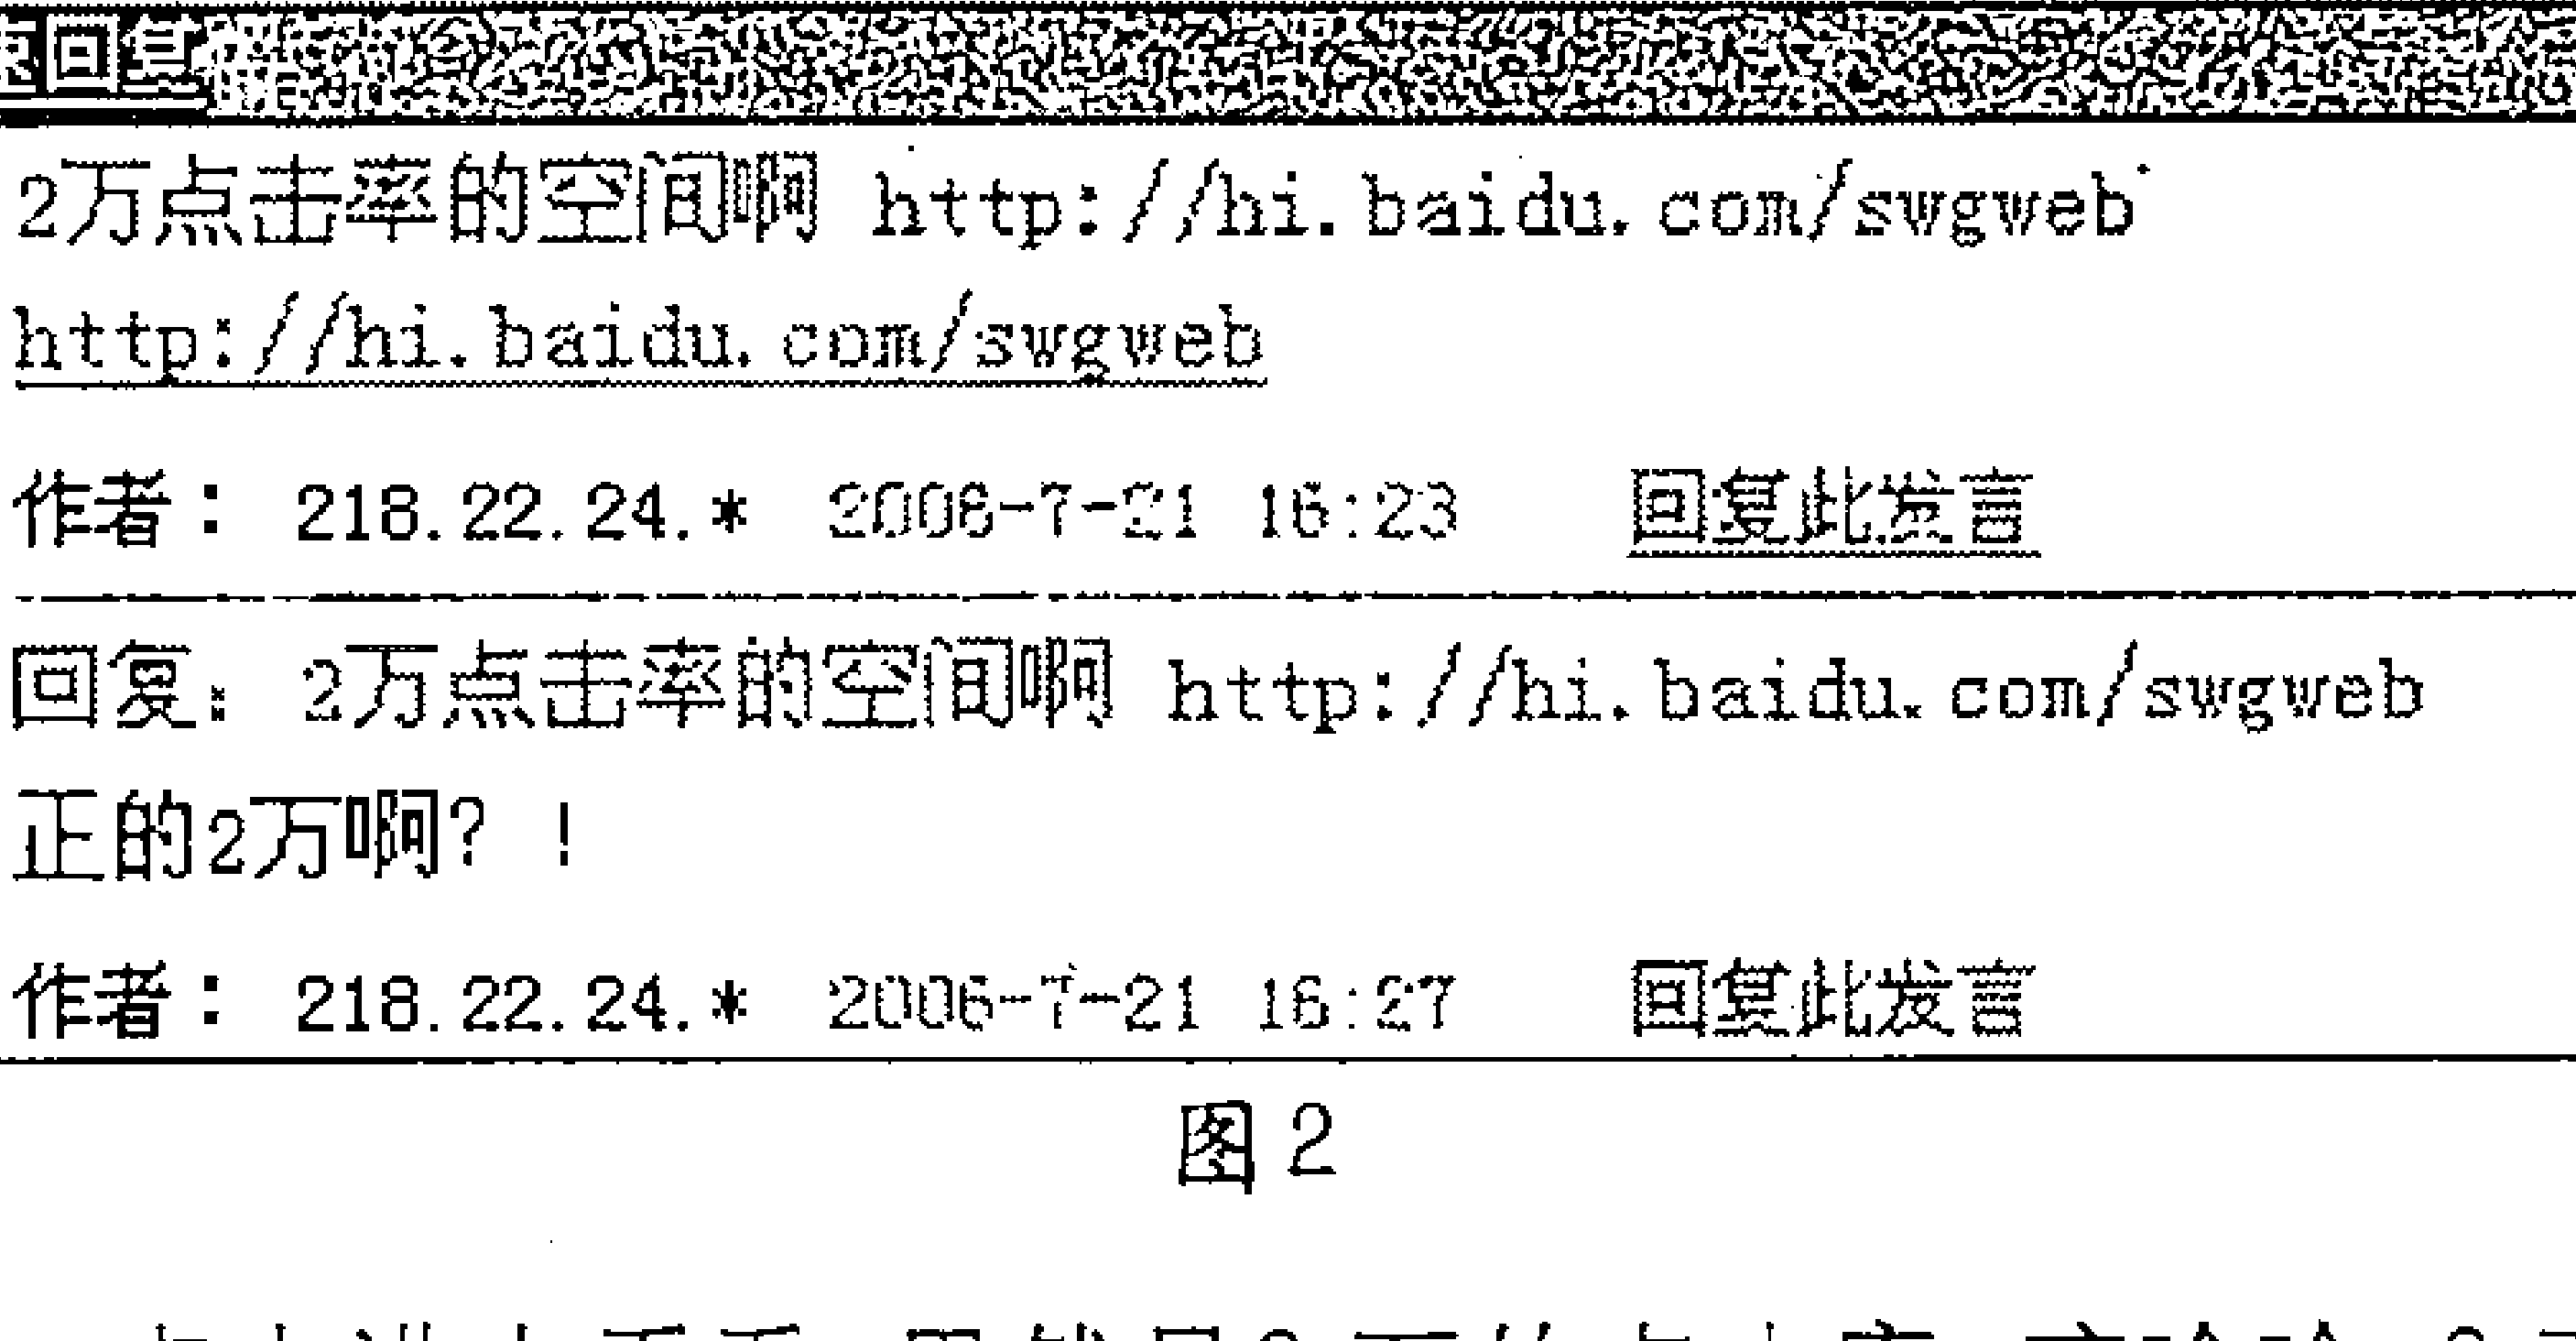 回复
2万点击率的空间啊 http://hi.baidu.com/swgweb
http://hi.baidu.com/swgweb
作者：218.22.24.* 2006-7-21 16:23 回复此发言
回复：2万点击率的空间啊 http://hi.baidu.com/swgweb
正的2万啊？！
作者：218.22.24.* 2006-7-21 16:27 回复此发言
图2